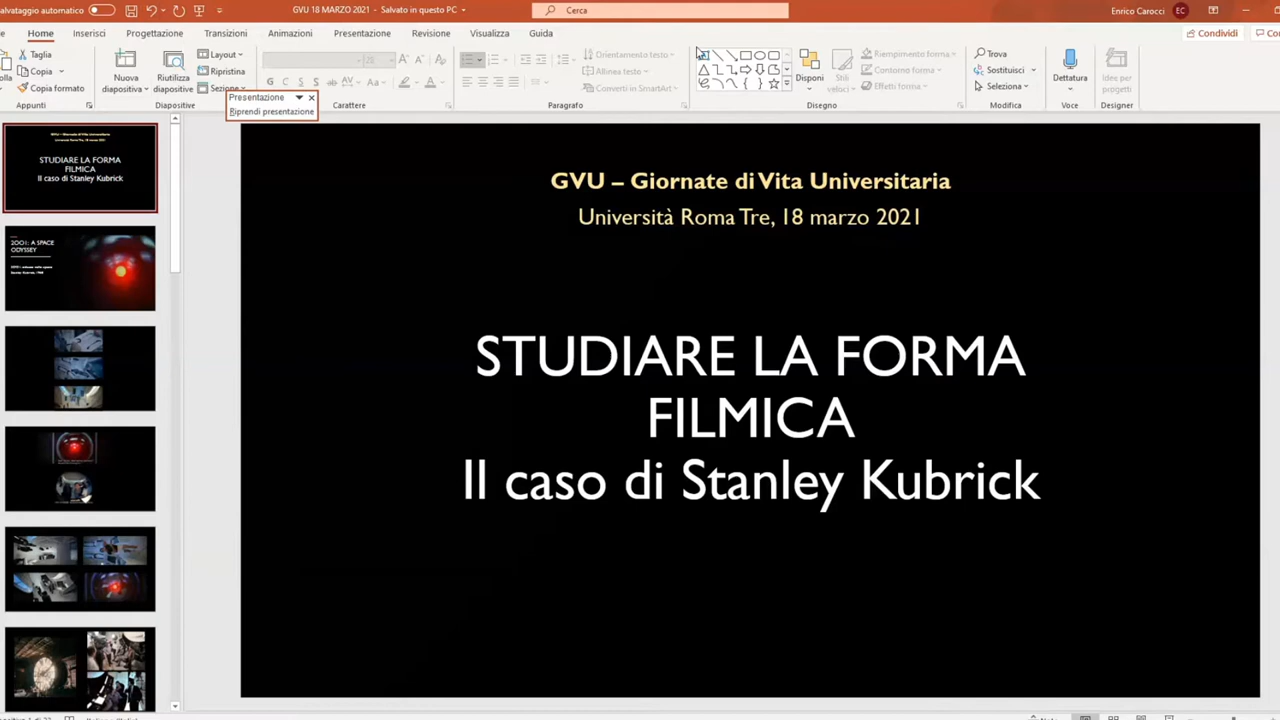 alvataggio automatico
GVU 18 MARZO 2021 - Salvato in questo PC
Cerca
Enrico Carocci
EC
Home
Inserisci
Progettazione
Transizioni
Animazioni
Presentazione
Revisione
Visualizza
Guida
Condividi
Taglia
Copia
Copia formato
Appunti
Nuova diapositiva
Riutilizza diapositive
Layout
Ripristina
Sezione
Diapositive
Presentazione
Riprendi presentazione
Carattere
Orientamento testo
Allinea testo
Converti in SmartArt
Paragrafo
Disponi
Stili veloci
Riempimento forma
Contorno forma
Effetti forma
Disegno
Trova
Sostituisci
Seleziona
Modifica
Dettatura
Voce
Idee per progetti
Designer
GVU – Giornate di Vita Universitaria
Università Roma Tre, 18 marzo 2021
STUDIARE LA FORMA
FILMICA
Il caso di Stanley Kubrick
STUDIARE LA FORMA
FILMICA
Il caso di Stanley Kubrick
2001: A SPACE
ODYSSEY